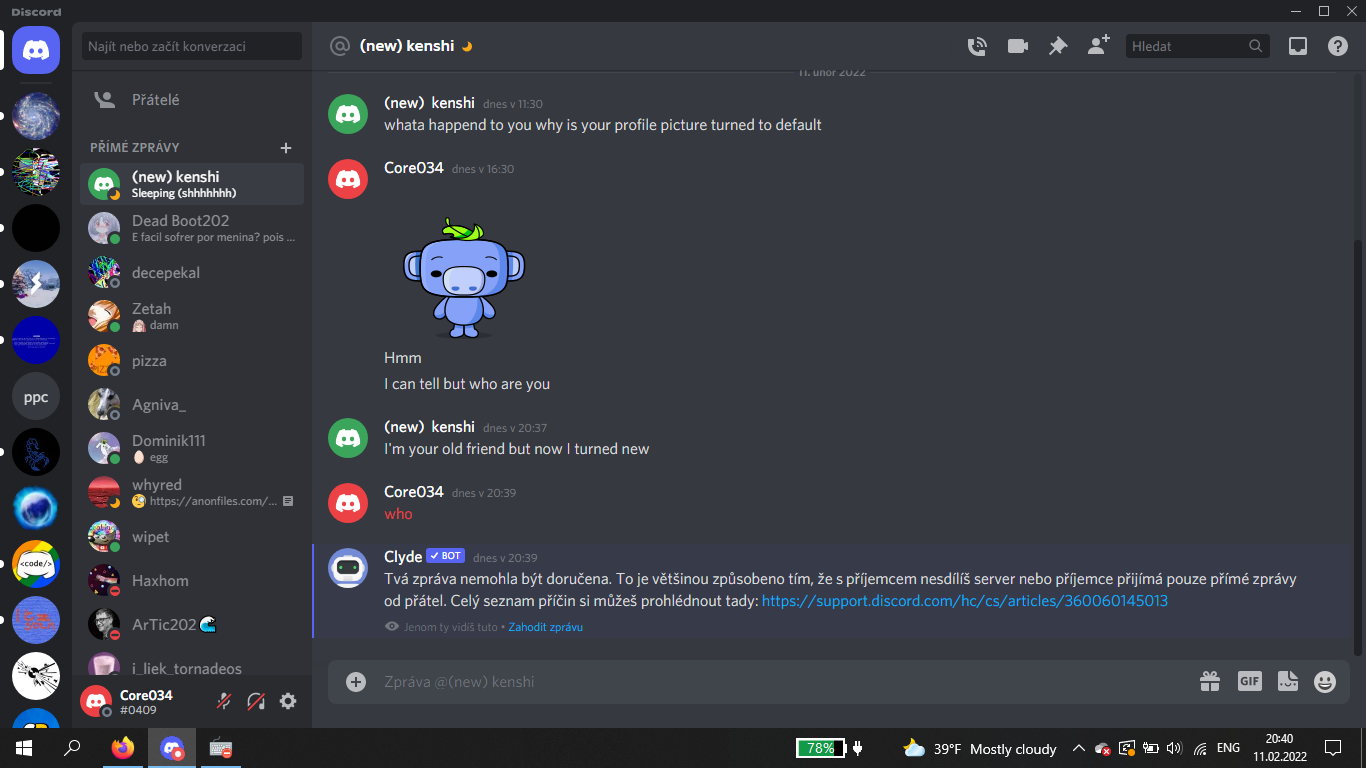 Discord
Najít nebo začít konverzaci
Přátelé
PŘÍMÉ ZPRÁVY
(new) kenshi
Sleeping (shhhhhhh)
Dead Boot202
E facil sofrer por menina? pois ...
decepekal
Zetah
damn
pizza
Agniva_
Dominik111
egg
whyred
https://anonfiles.com/...
wipet
Haxhom
ArTic202
i_liek_tornadeos
ppc
<code/>
Core034
#0409
@ (new) kenshi
Hledat
11. únor 2022
(new) kenshi dnes v 11:30
whata happend to you why is your profile picture turned to default
Core034 dnes v 16:30
Hmm
I can tell but who are you
(new) kenshi dnes v 20:37
I'm your old friend but now I turned new
Core034 dnes v 20:39
who
Clyde BOT dnes v 20:39
Tvá zpráva nemohla být doručena. To je většinou způsobeno tím, že s příjemcem nesdílíš server nebo příjemce přijímá pouze přímé zprávy
od přátel. Celý seznam příčin si můžeš prohlédnout tady: https://support.discord.com/hc/cs/articles/360060145013
Jenom ty vidíš tuto • Zahodit zprávu
Zpráva @(new) kenshi
GIF
78%
39°F Mostly cloudy
ENG
20:40
11.02.2022